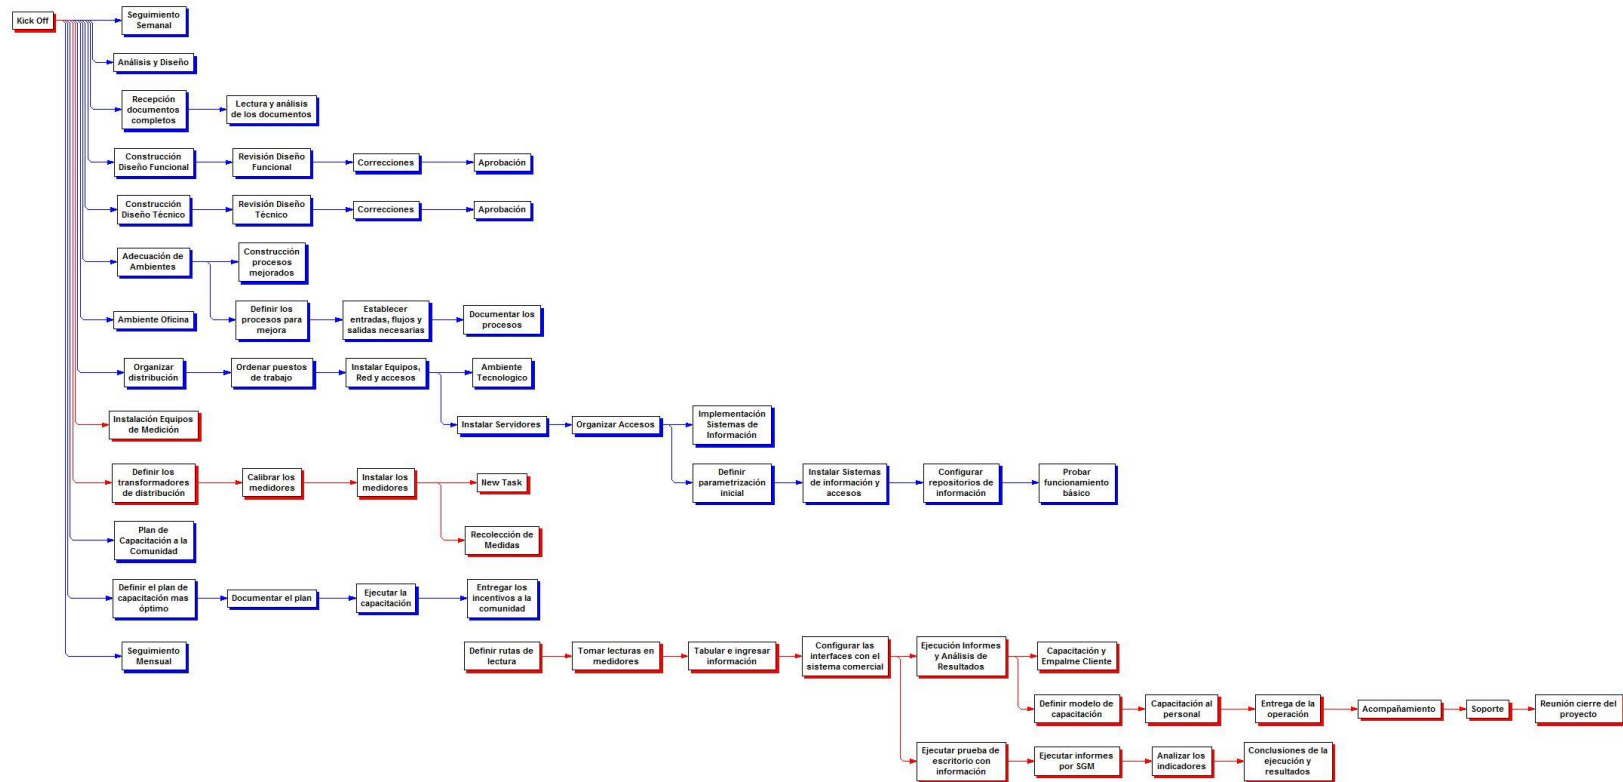 Kick Off
Seguimiento
Semanal
Análisis y Diseño
Recepción
documentos
completos
Lectura y análisis
de los documentos
Construcción
Diseño Funcional
Revisión Diseño
Funcional
Correcciones
Aprobación
Construcción
Diseño Técnico
Revisión Diseño
Técnico
Correcciones
Aprobación
Adecuación de
Ambientes
Construcción
procesos
mejorados
Ambiente Oficina
Definir los
procesos para
mejora
Establecer
entradas, flujos y
salidas necesarias
Documentar los
procesos
Organizar
distribución
Ordenar puestos
de trabajo
Instalar Equipos,
Red y accesos
Ambiente
Tecnologico
Instalación Equipos
de Medición
Instalar Servidores
Organizar Accesos
Implementación
Sistemas de
Información
Definir los
transformadores
de distribución
Calibrar los
medidores
Instalar los
medidores
New Task
Definir
parametrización
inicial
Instalar Sistemas
de información y
accesos
Configurar
repositorios de
información
Probar
funcionamiento
básico
Plan de
Capacitación a la
Comunidad
Recolección de
Medidas
Definir el plan de
capacitación mas
óptimo
Documentar el plan
Ejecutar la
capacitación
Entregar los
incentivos a la
comunidad
Seguimiento
Mensual
Definir rutas de
lectura
Tomar lecturas en
medidores
Tabular e ingresar
información
Configurar las
interfaces con el
sistema comercial
Ejecución Informes
y Análisis de
Resultados
Capacitación y
Empalme Cliente
Definir modelo de
capacitación
Capacitación al
personal
Entrega de la
operación
Acompañamiento
Soporte
Reunión cierre del
proyecto
Ejecutar prueba de
escritorio con
información
Ejecutar informes
por SGM
Analizar los
indicadores
Conclusiones de la
ejecución y
resultados